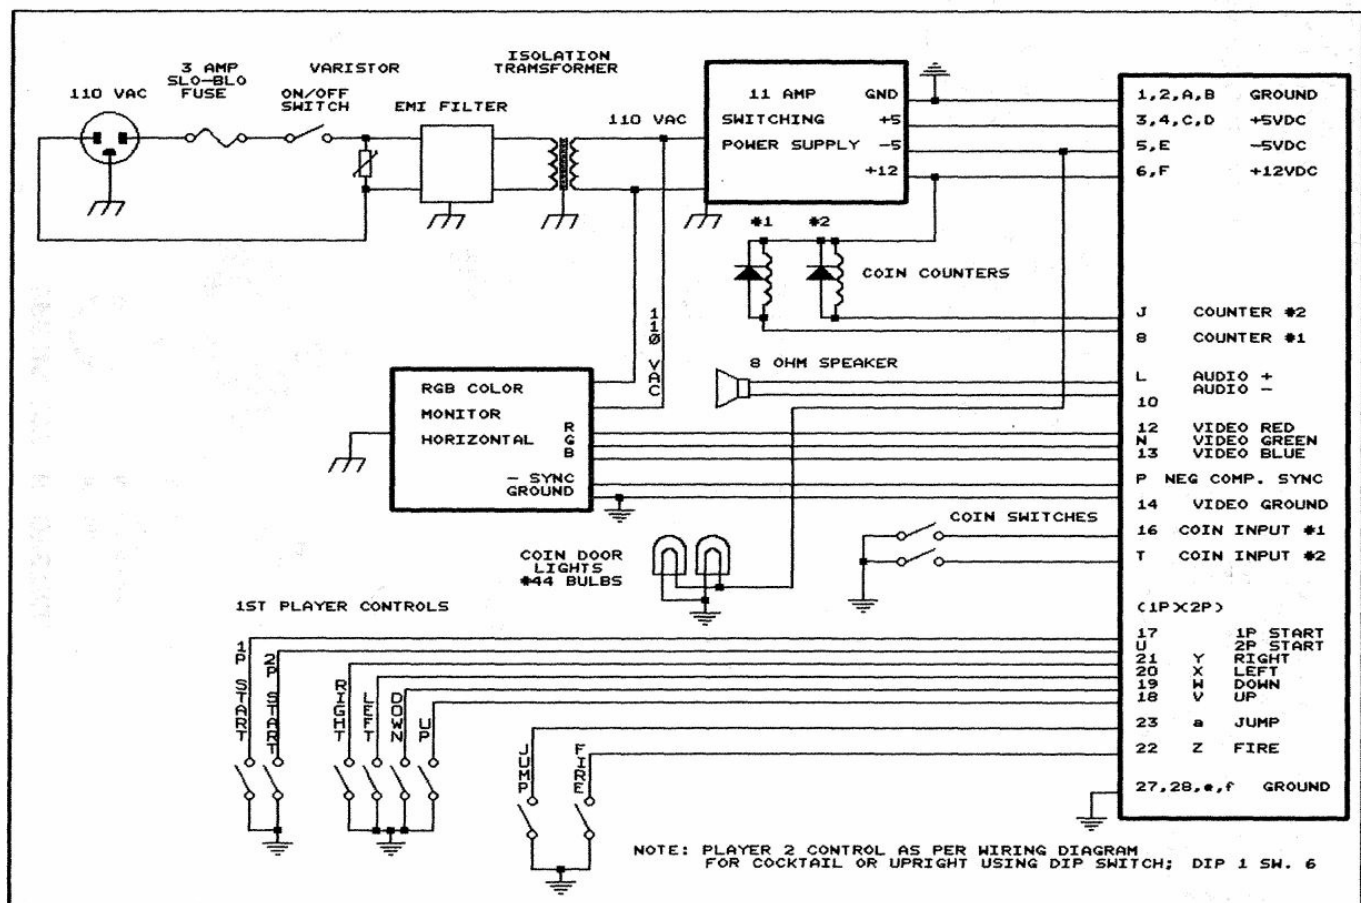 110 VAC
3 AMP
SLO-BLO
FUSE
ON/OFF
SWITCH
VARISTOR
EMI FILTER
ISOLATION
TRANSFORMER
110 VAC
11 AMP
SWITCHING
POWER SUPPLY
GND
+5
-5
+12
#1
#2
COIN COUNTERS
110 VAC
8 OHM SPEAKER
RGB COLOR
MONITOR
HORIZONTAL
R
G
B
- SYNC
GROUND
COIN DOOR
LIGHTS
#44 BULBS
COIN SWITCHES
1ST PLAYER CONTROLS
1P START
2P START
RIGHT
LEFT
DOWN
UP
JUMP
FIRE
1,2,A,B GROUND
3,4,C,D +5VDC
5,E -5VDC
6,F +12VDC
J COUNTER #2
8 COUNTER #1
L AUDIO +
AUDIO -
10
12 VIDEO RED
N VIDEO GREEN
13 VIDEO BLUE
P NEG COMP. SYNC
14 VIDEO GROUND
16 COIN INPUT #1
T COIN INPUT #2
(1P)(2P)
17 1P START
U 2P START
21 Y RIGHT
20 X LEFT
19 W DOWN
18 V UP
23 a JUMP
22 Z FIRE
27,28,e,f GROUND
NOTE: PLAYER 2 CONTROL AS PER WIRING DIAGRAM
FOR COCKTAIL OR UPRIGHT USING DIP SWITCH; DIP 1 SW. 6